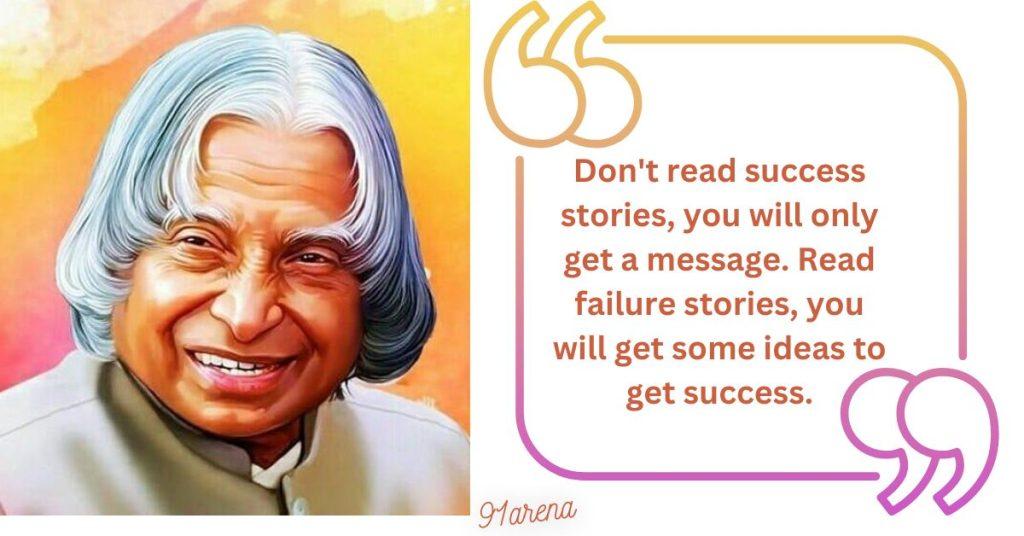 Don't read success
stories, you will only
get a message. Read
failure stories, you
will get some ideas to
get success.
91arena